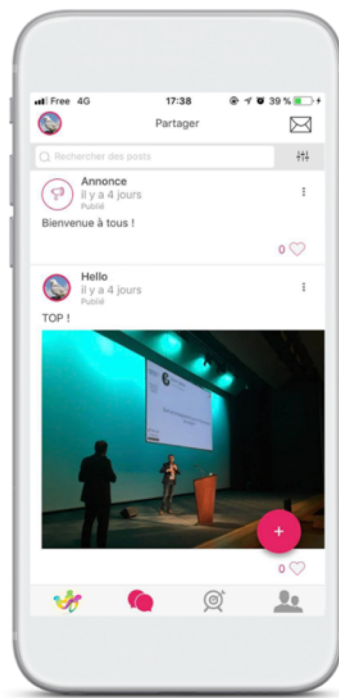 Free 4G 17:38 39 %
Partager
Rechercher des posts
Annonce
il y a 4 jours
Publié
Bienvenue à tous !
0
Hello
il y a 4 jours
Publié
TOP !
+
0